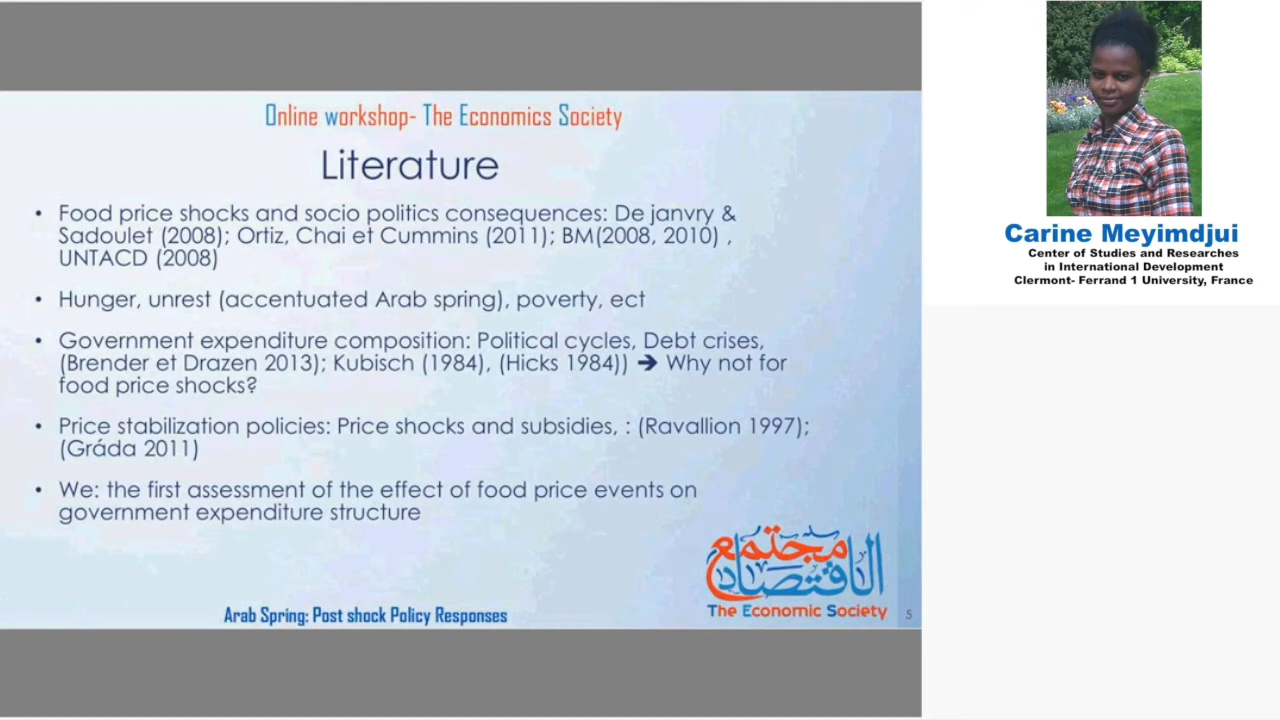 Online workshop- The Economics Society
Literature
• Food price shocks and socio politics consequences: De janvry &
Sadoulet (2008); Ortiz, Chai et Cummins (2011); BM(2008, 2010) ,
UNTACD (2008)
• Hunger, unrest (accentuated Arab spring), poverty, ect
• Government expenditure composition: Political cycles, Debt crises,
(Brender et Drazen 2013); Kubisch (1984), (Hicks 1984)) ➔ Why not for
food price shocks?
• Price stabilization policies: Price shocks and subsidies, : (Ravallion 1997);
(Gráda 2011)
• We: the first assessment of the effect of food price events on
government expenditure structure
مجتمع
الاقتصاد
The Economic Society
Arab Spring: Post shock Policy Responses
5
Carine Meyimdjui
Center of Studies and Researches
in International Development
Clermont- Ferrand 1 University, France